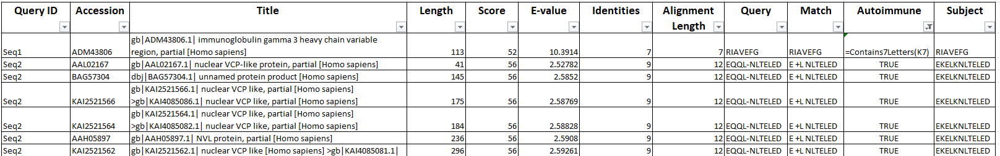 Query ID Accession Title Length Score E-value Identities Alignment Length Query Match Autoimmune Subject
Seq1 ADM43806 gb|ADM43806.1| immunoglobulin gamma 3 heavy chain variable
region, partial [Homo sapiens] 113 52 10.3914 7 7 RIAVEFG RIAVEFG =Contains7Letters(K7) RIAVEFG
Seq2 AAL02167 gb|AAL02167.1| nuclear VCP-like protein, partial [Homo sapiens] 41 56 2.52782 9 12 EQQL-NLTELED E +L NLTELED TRUE EKELKNLTELED
Seq2 BAG57304 dbj|BAG57304.1| unnamed protein product [Homo sapiens] 145 56 2.5852 9 12 EQQL-NLTELED E +L NLTELED TRUE EKELKNLTELED
gb|KAI2521566.1| nuclear VCP like, partial [Homo sapiens]
Seq2 KAI2521566 >gb|KAI4085086.1| nuclear VCP like, partial [Homo sapiens] 175 56 2.58769 9 12 EQQL-NLTELED E +L NLTELED TRUE EKELKNLTELED
gb|KAI2521564.1| nuclear VCP like, partial [Homo sapiens]
Seq2 KAI2521564 >gb|KAI4085082.1| nuclear VCP like, partial [Homo sapiens] 184 56 2.58828 9 12 EQQL-NLTELED E +L NLTELED TRUE EKELKNLTELED
Seq2 AAH05897 gb|AAH05897.1| NVL protein, partial [Homo sapiens] 236 56 2.5908 9 12 EQQL-NLTELED E +L NLTELED TRUE EKELKNLTELED
Seq2 KAI2521562 gb|KAI2521562.1| nuclear VCP like [Homo sapiens] >gb|KAI4085081.1| 296 56 2.59261 9 12 EQQL-NLTELED E +L NLTELED TRUE EKELKNLTELED